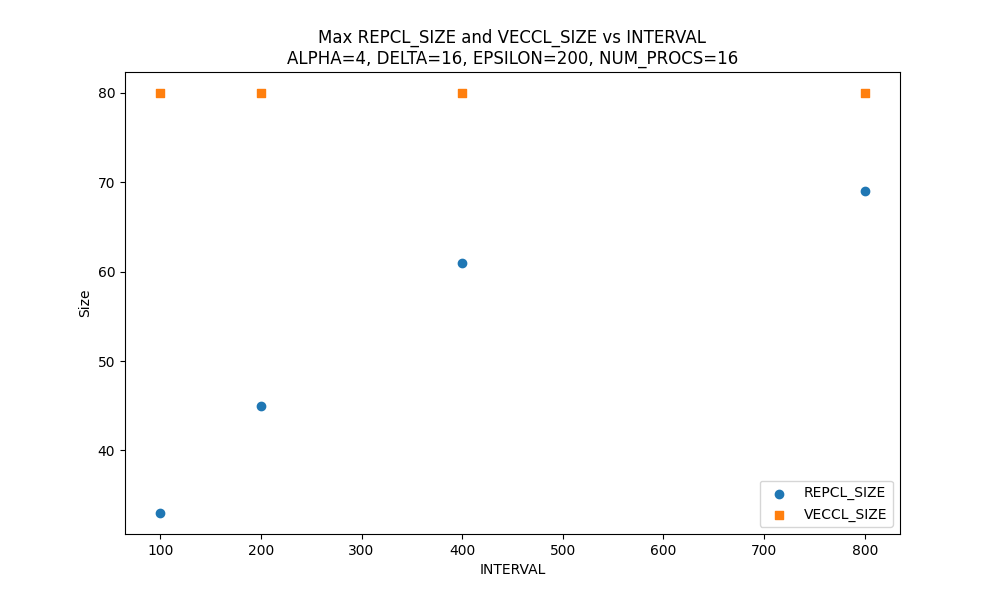 Max REPCL_SIZE and VECCL_SIZE vs INTERVAL
ALPHA=4, DELTA=16, EPSILON=200, NUM_PROCS=16
80
70
60
50
40
Size
100 200 300 400 500 600 700 800
INTERVAL
REPCL_SIZE
VECCL_SIZE